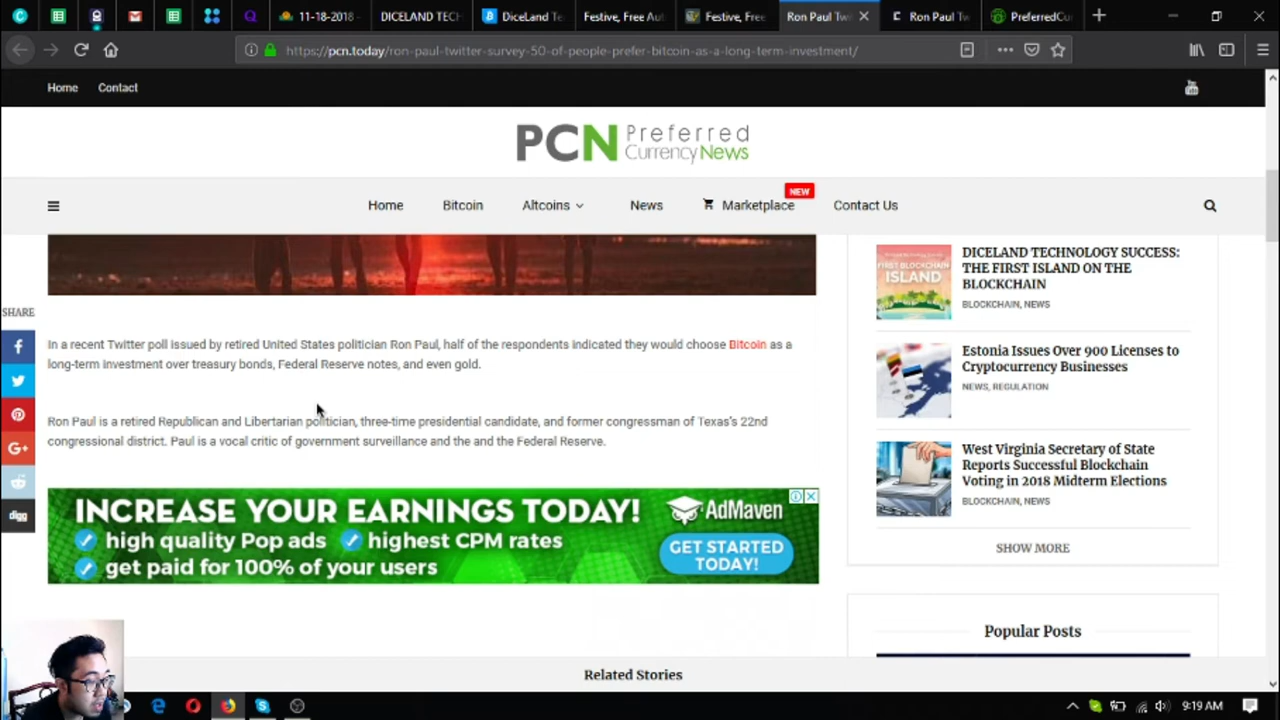 11-18-2018
DICELAND TECH
DiceLand Te
Festive, Free Aut
Festive, Free
Ron Paul Twi
Ron Paul Tw
PreferredCur
https://pcn.today/ron-paul-twitter-survey-50-of-people-prefer-bitcoin-as-a-long-term-investment/
Home
Contact
You Tube
PCN Preferred
CurrencyNews
NEW
Home
Bitcoin
Altcoins
News
Marketplace
Contact Us
SHARE
digg
In a recent Twitter poll issued by retired United States politician Ron Paul, half of the respondents indicated they would choose Bitcoin as a
long-term investment over treasury bonds, Federal Reserve notes, and even gold.
Ron Paul is a retired Republican and Libertarian politician, three-time presidential candidate, and former congressman of Texas's 22nd
congressional district. Paul is a vocal critic of government surveillance and the and the Federal Reserve.
INCREASE YOUR EARNINGS TODAY!
high quality Pop ads
highest CPM rates
get paid for 100% of your users
AdMaven
GET STARTED
TODAY!
FIRST BLOCKCHAIN
ISLAND
DICELAND TECHNOLOGY SUCCESS:
THE FIRST ISLAND ON THE
BLOCKCHAIN
BLOCKCHAIN, NEWS
Estonia Issues Over 900 Licenses to
Cryptocurrency Businesses
NEWS, REGULATION
West Virginia Secretary of State
Reports Successful Blockchain
Voting in 2018 Midterm Elections
BLOCKCHAIN, NEWS
SHOW MORE
Popular Posts
Related Stories
9:19 AM